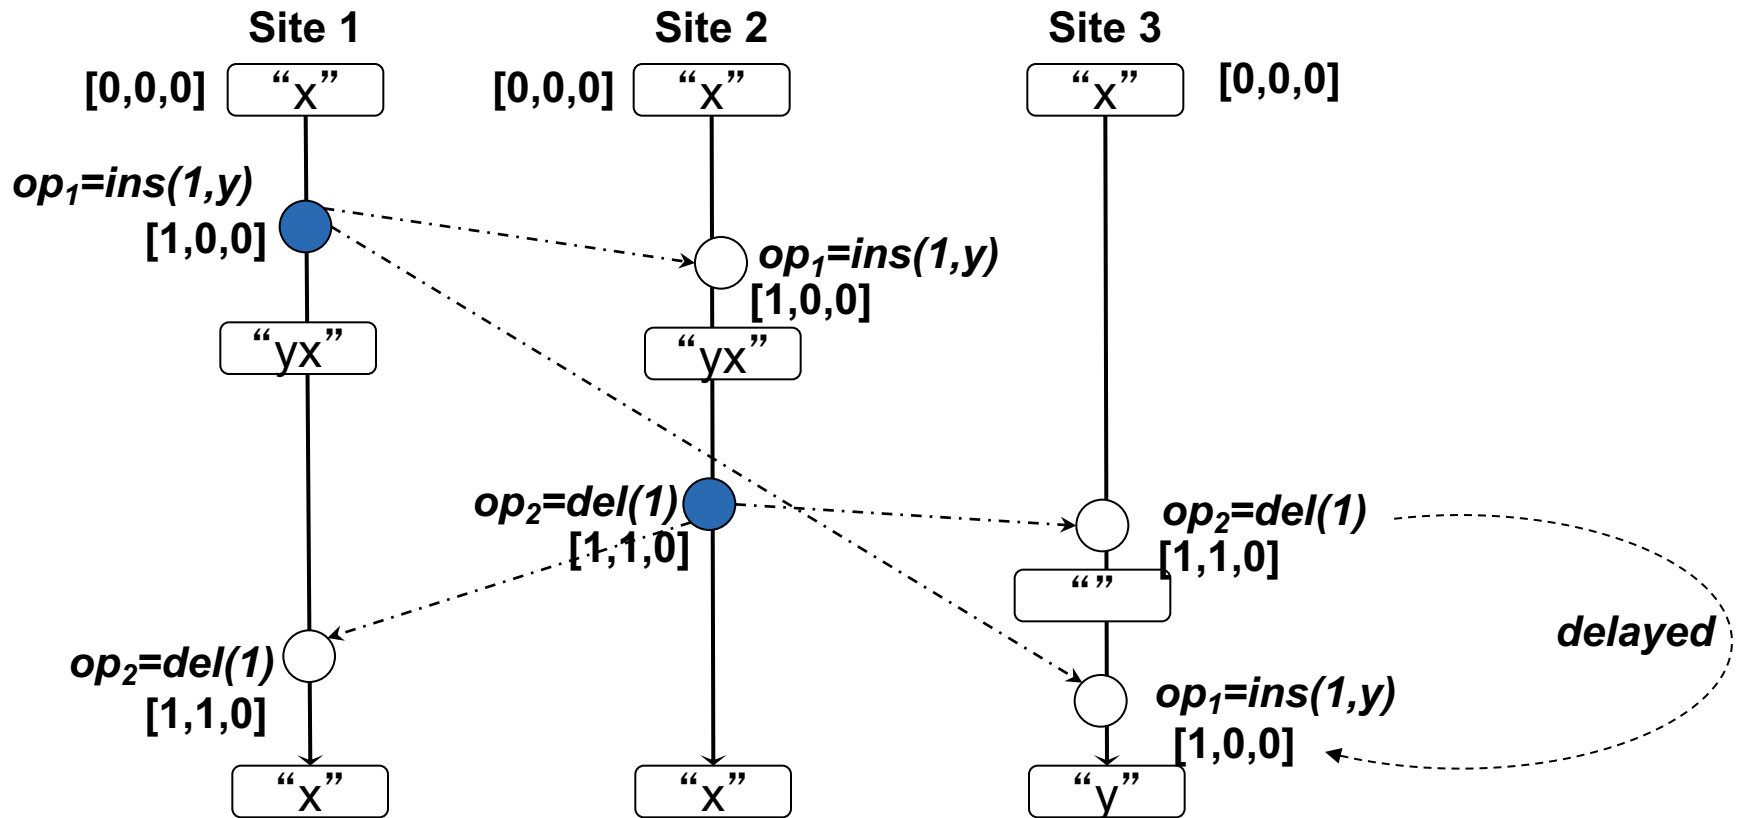 Site 1
Site 2
Site 3
[0,0,0]
“x”
[0,0,0]
“x”
“x”
[0,0,0]
op₁=ins(1,y)
[1,0,0]
op₁=ins(1,y)
[1,0,0]
“yx”
“yx”
op₂=del(1)
[1,1,0]
op₂=del(1)
[1,1,0]
“”
delayed
op₂=del(1)
[1,1,0]
op₁=ins(1,y)
[1,0,0]
“x”
“x”
“y”